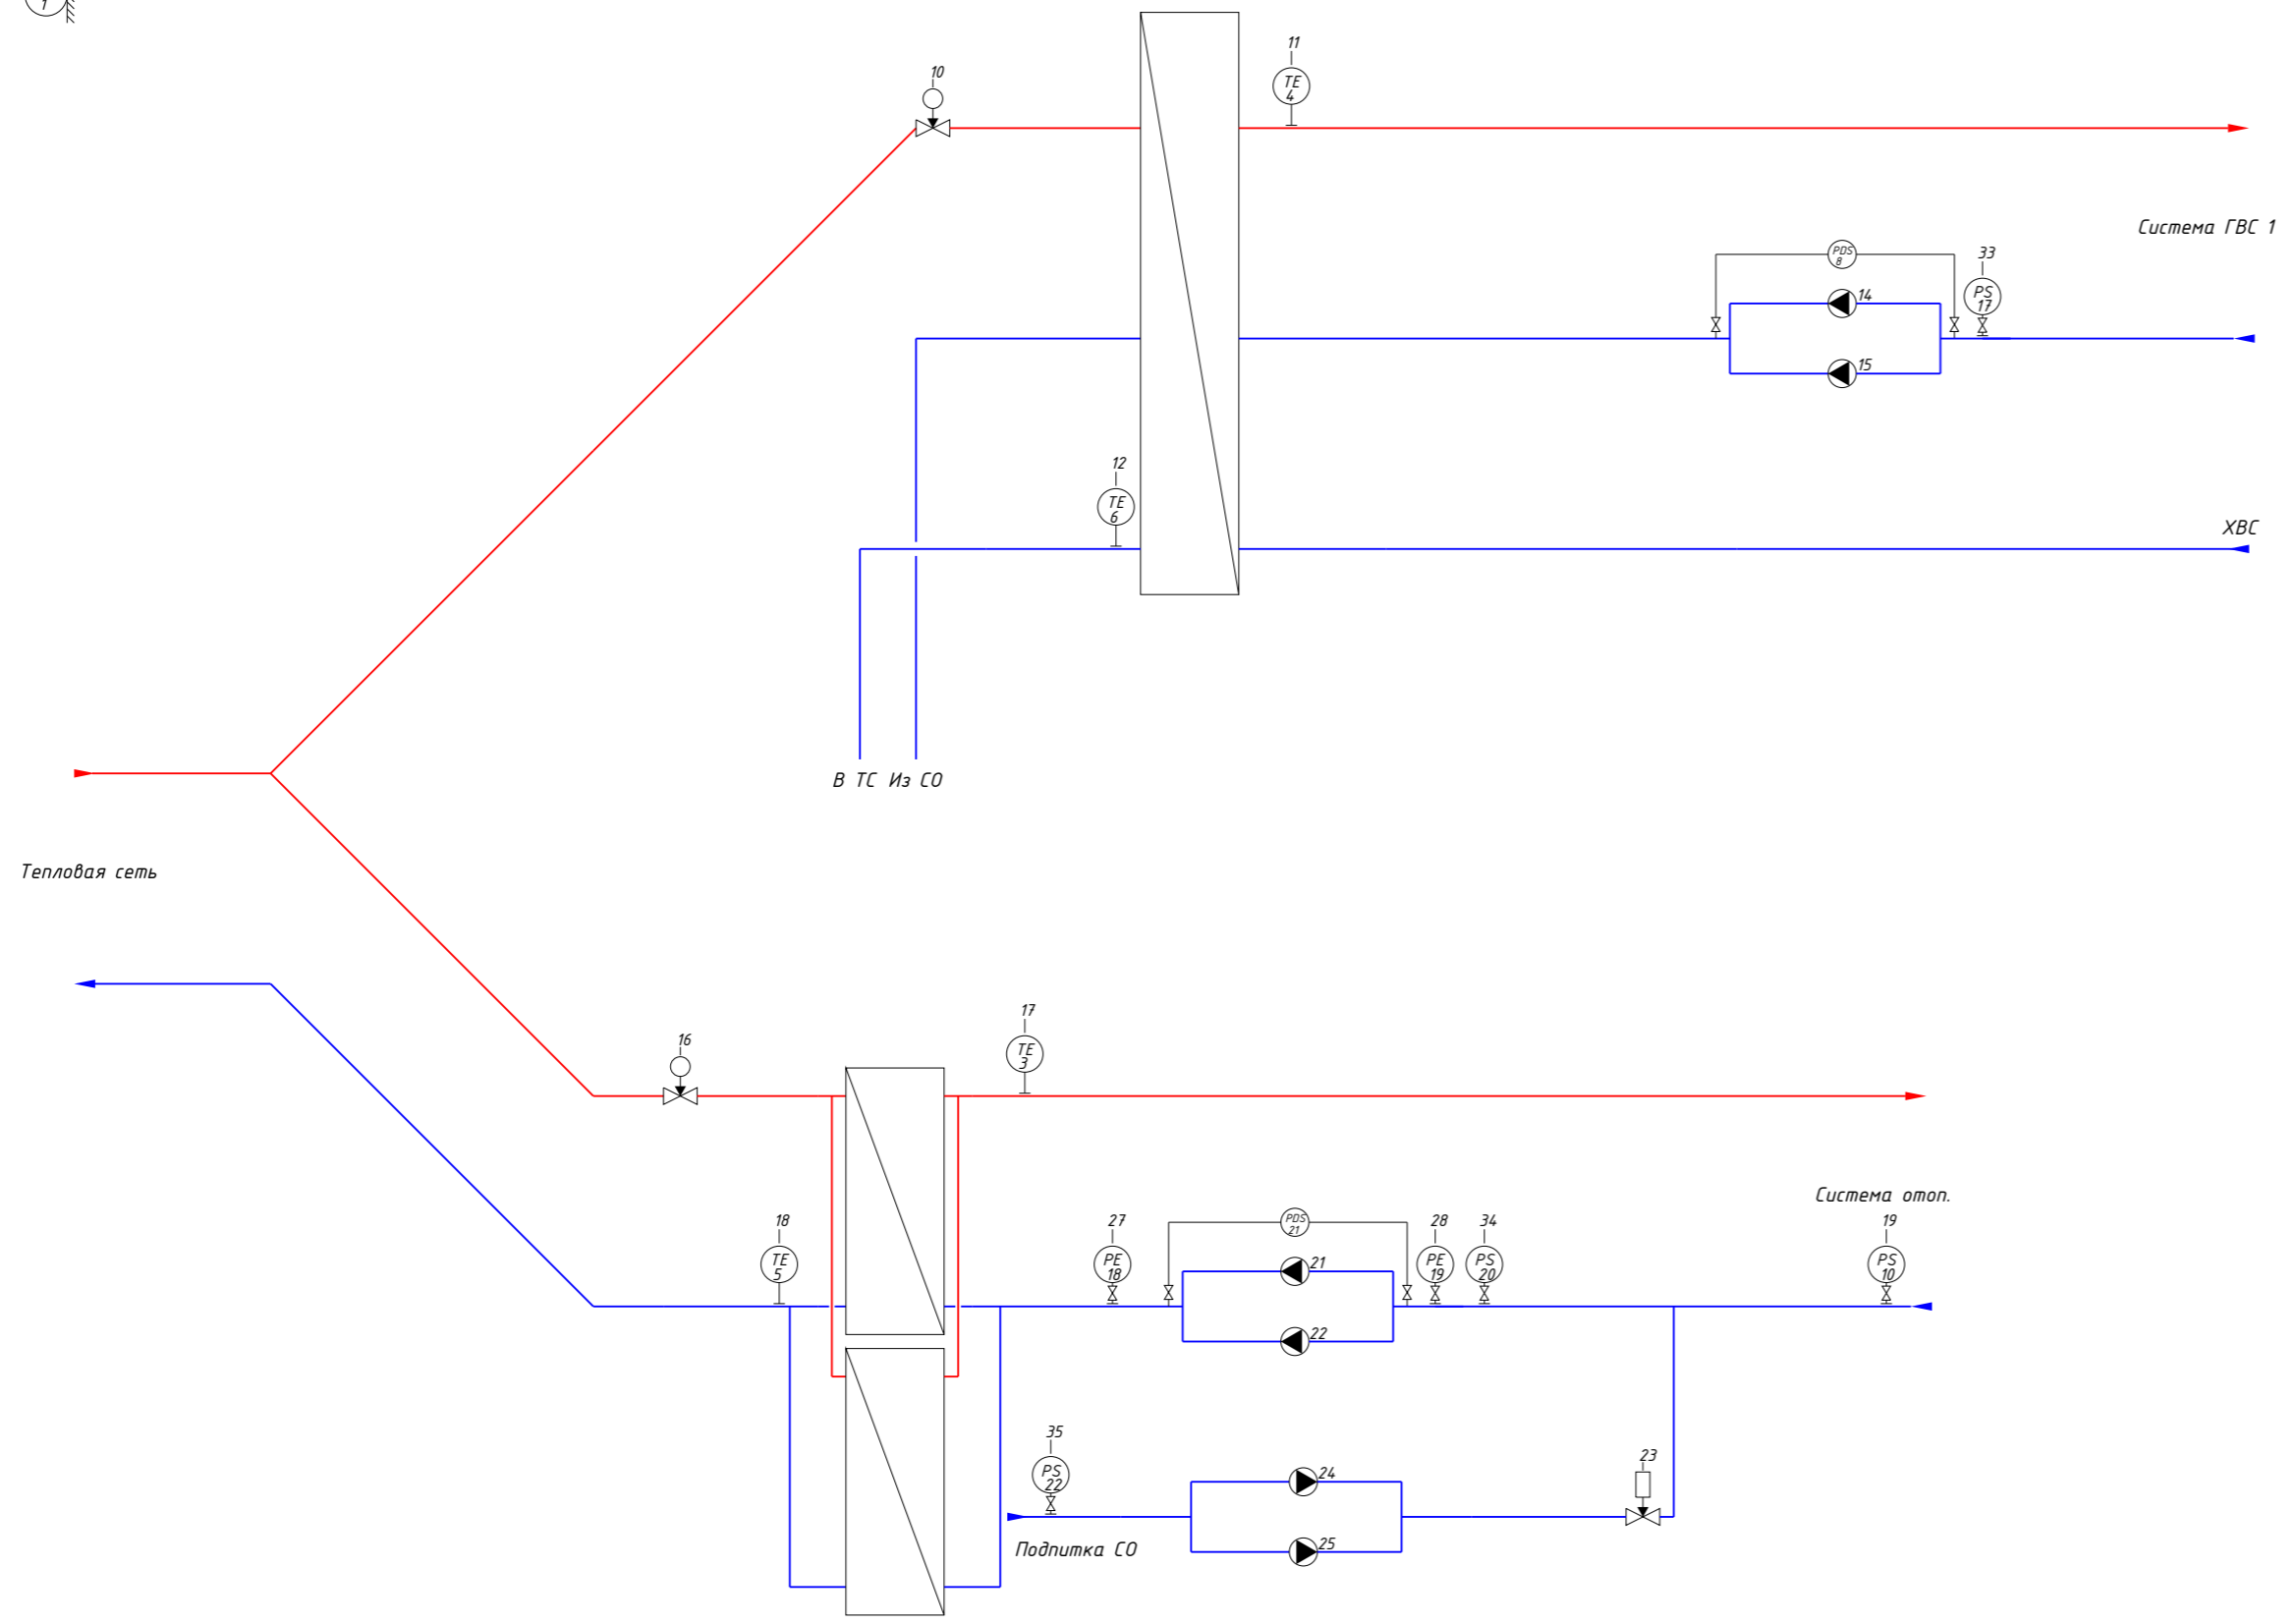 1
10
11
TE
4
Система ГВС 1
PDS
8
33
PS
17
14
15
12
TE
6
ХВС
В ТС Из СО
Тепловая сеть
16
17
TE
3
Система отоп.
18
TE
5
27
PE
18
PDS
21
28
PE
19
34
PS
20
19
PS
10
21
22
35
PS
22
24
23
25
Подпитка СО